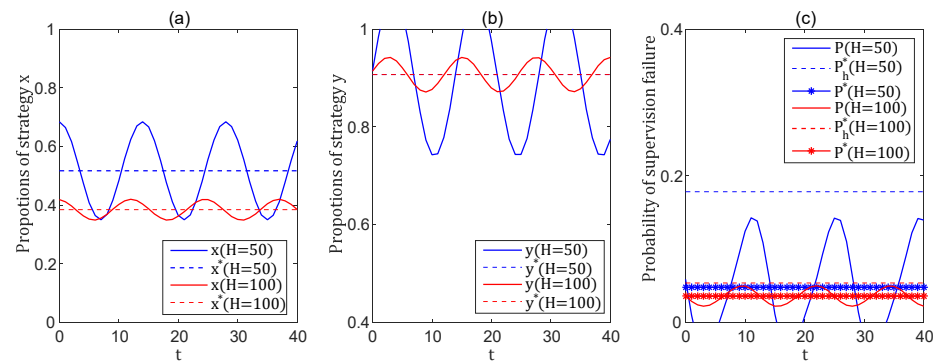 (a)
Propotions of strategy x
1
0.8
0.6
0.4
0.2
0
0
10
20
30
40
t
x(H=50)
x*(H=50)
x(H=100)
x*(H=100)
(b)
Propotions of strategy y
1
0.8
0.6
0.4
0
10
20
30
40
t
y(H=50)
y*(H=50)
y(H=100)
y*(H=100)
(c)
Probability of supervision failure
0.4
0.2
0
0
10
20
30
40
t
P(H=50)
P*h(H=50)
P*(H=50)
P(H=100)
P*h(H=100)
P*(H=100)